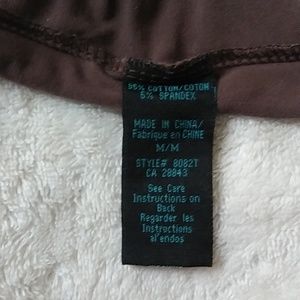 95% COTTON/COTON
5% SPANDEX
MADE IN CHINA/
Fabrique en CHINE
M/M
STYLE# 8082T
CA 28843
See Care
Instructions on
Back
Regarder les
Instructions
al'endos